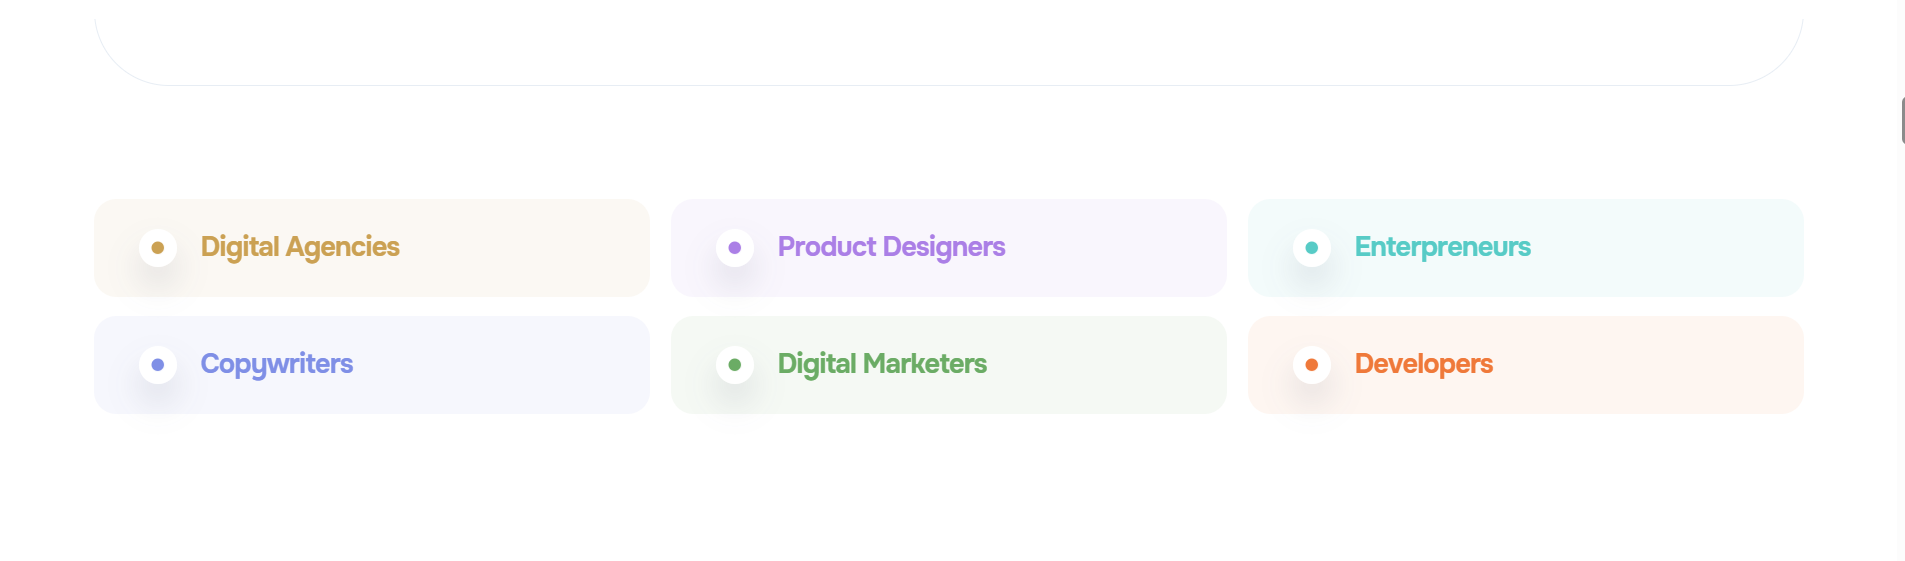 Digital Agencies
Product Designers
Enterpreneurs
Copywriters
Digital Marketers
Developers